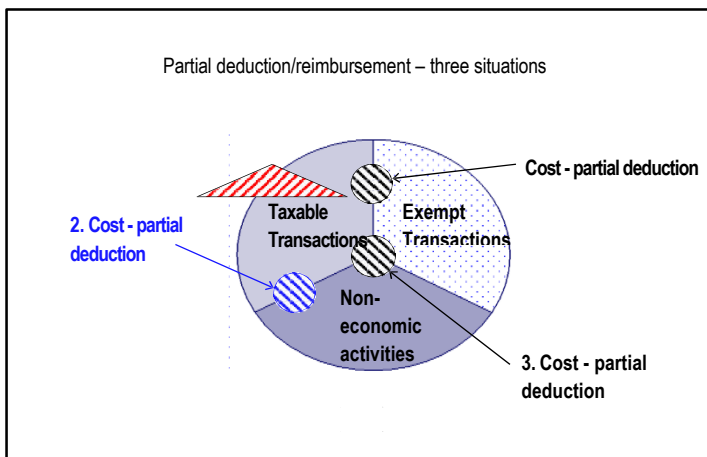 Partial deduction/reimbursement – three situations
Cost - partial deduction
2. Cost - partial
deduction
Taxable
Transactions
Exempt
Transactions
Non-
economic
activities
3. Cost - partial
deduction